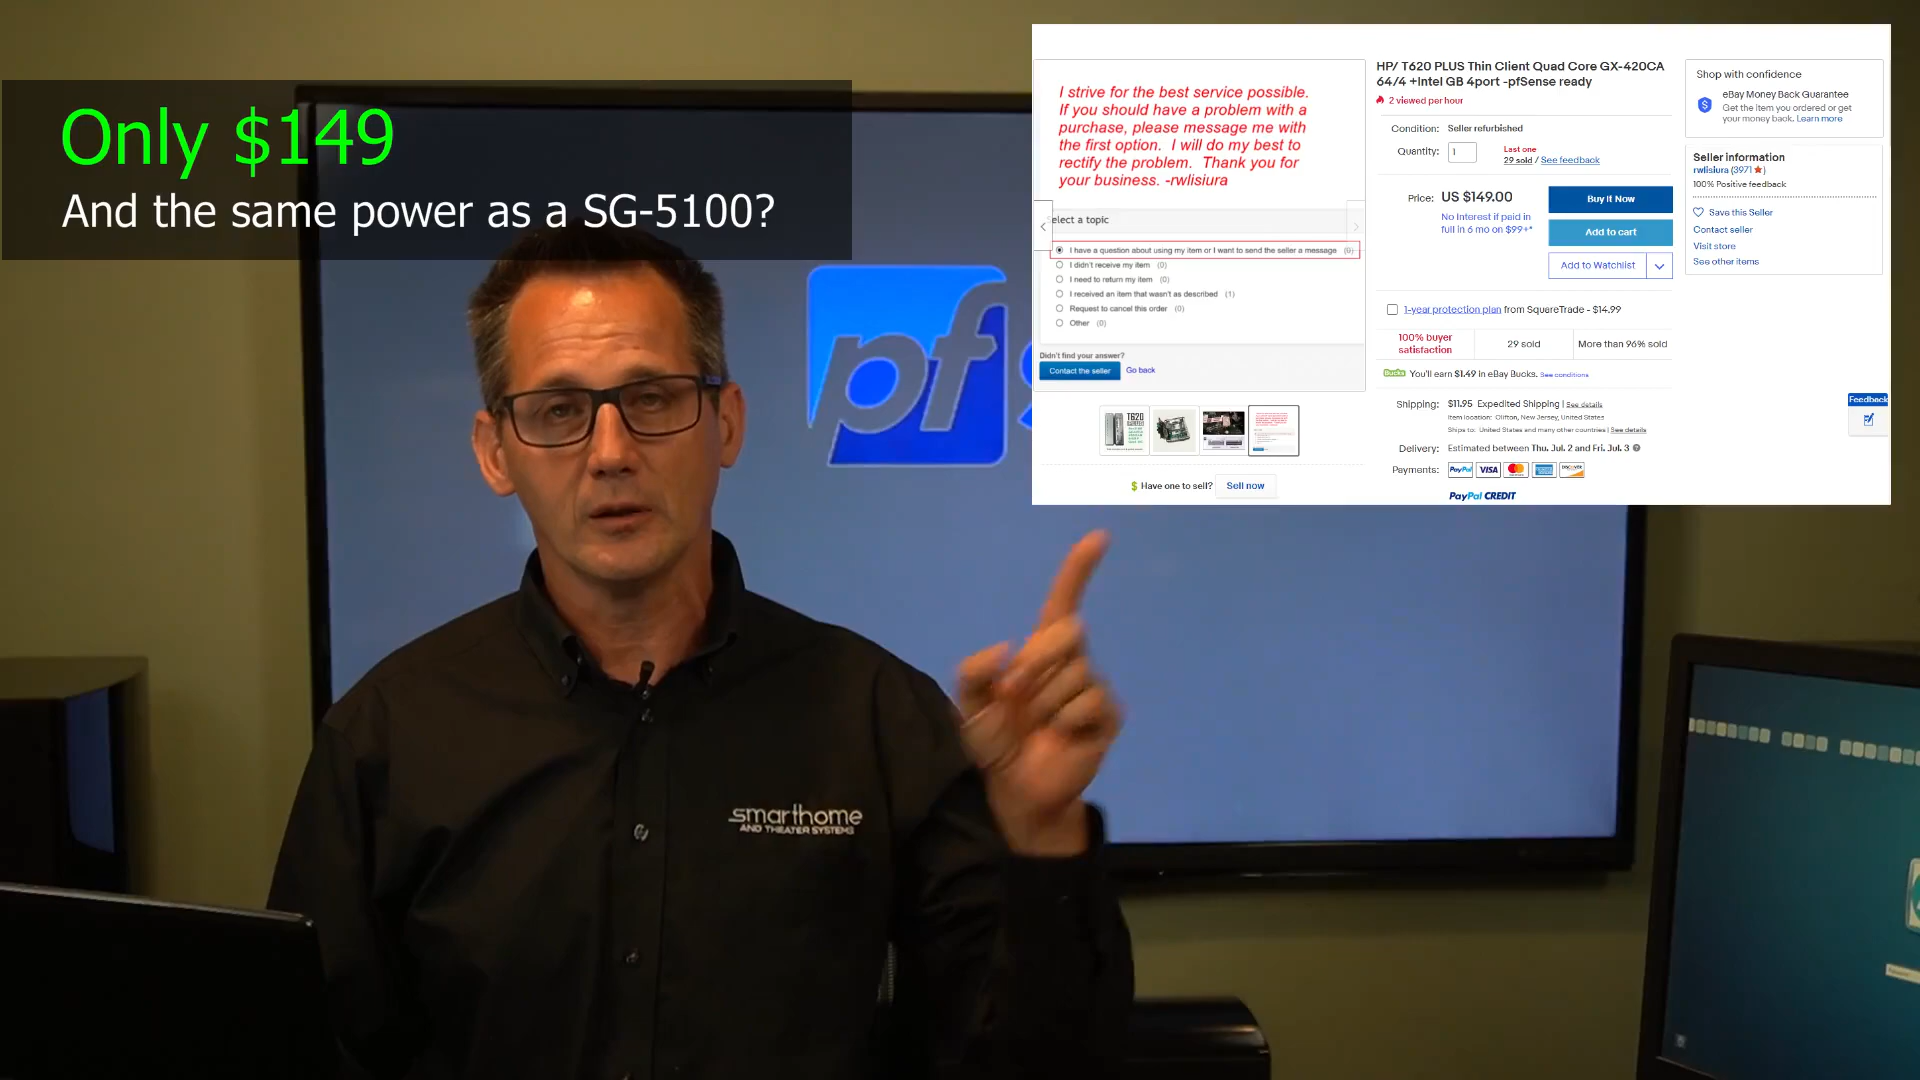 Only $149
And the same power as a SG-5100?
I strive for the best service possible.
If you should have a problem with a
purchase, please message me with
the first option. I will do my best to
rectify the problem. Thank you for
your business. -rwlisiura
elect a topic
I have a question about using my item or I want to send the seller a message (0)
I didn't receive my item (0)
I need to return my item (0)
I received an item that wasn't as described (1)
Request to cancel this order (0)
Other (0)
Didn't find your answer?
Contact the seller Go back
T620
$ Have one to sell? Sell now
HP/ T620 PLUS Thin Client Quad Core GX-420CA
64/4 +Intel GB 4port -pfSense ready
2 viewed per hour
Condition: Seller refurbished
Quantity: 1
Last one
29 sold / See feedback
Price: US $149.00
No Interest if paid in
full in 6 mo on $99+*
Buy It Now
Add to cart
Add to Watchlist
1-year protection plan from SquareTrade - $14.99
100% buyer
satisfaction
29 sold
More than 96% sold
Bucks You'll earn $1.49 in eBay Bucks. See conditions
Shipping: $11.95 Expedited Shipping | See details
Item location: Clifton, New Jersey, United States
Ships to: United States and many other countries | See details
Delivery: Estimated between Thu. Jul. 2 and Fri. Jul. 3
Payments: PayPal VISA
DISCOVER
PayPal CREDIT
Shop with confidence
eBay Money Back Guarantee
Get the item you ordered or get
your money back. Learn more
Seller information
rwlisiura (3971)
100% Positive feedback
Save this Seller
Contact seller
Visit store
See other items
Feedback
pf
smarthome
AND THEATER SYSTEMS